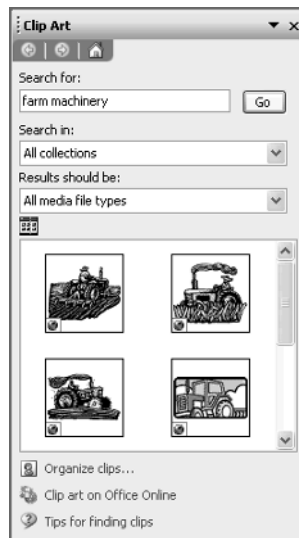 Clip Art
Search for:
farm machinery
Go
Search in:
All collections
Results should be:
All media file types
Organize clips...
Clip art on Office Online
Tips for finding clips